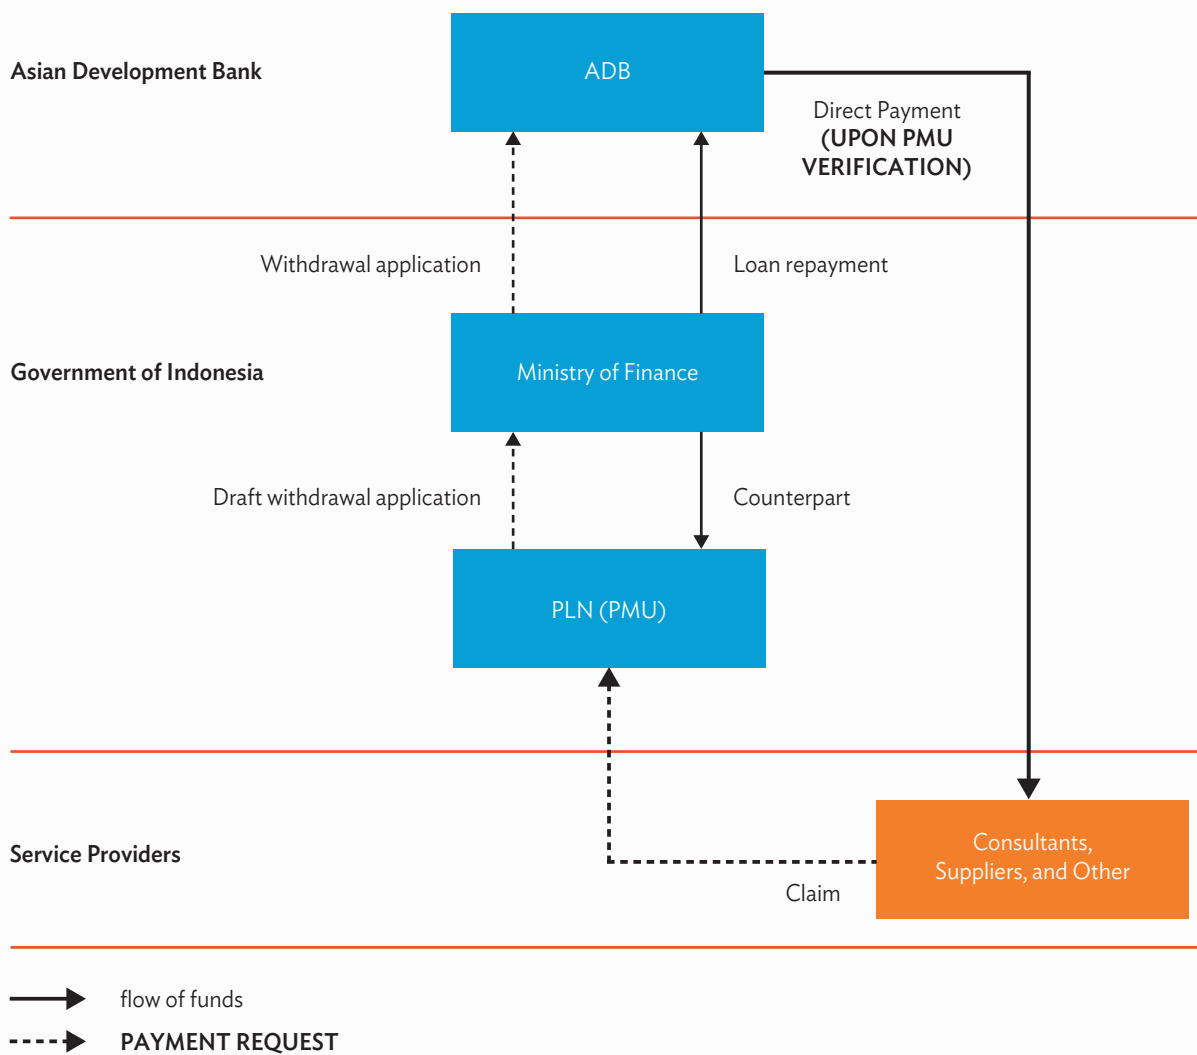 Asian Development Bank
ADB
Direct Payment
(UPON PMU
VERIFICATION)
Withdrawal application
Loan repayment
Government of Indonesia
Ministry of Finance
Draft withdrawal application
Counterpart
PLN (PMU)
Service Providers
Consultants,
Suppliers, and Other
Claim
flow of funds
PAYMENT REQUEST